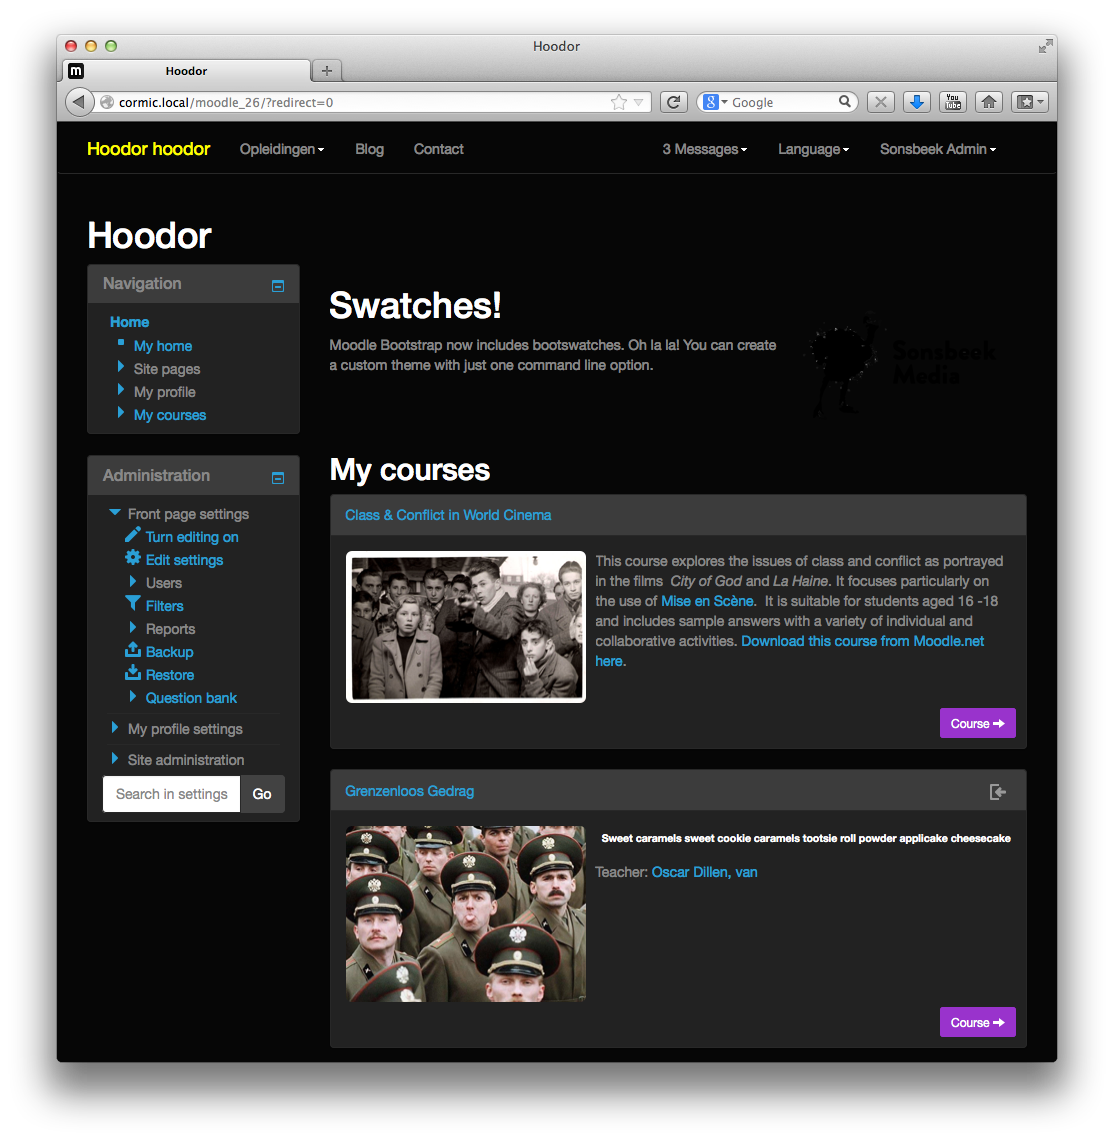 Hoodor
Hoodor
cormic.local/moodle_26/?redirect=0
Google
You Tube
Hoodor hoodor
Opleidingen
Blog
Contact
3 Messages
Language
Sonsbeek Admin
Hoodor
Navigation
Home
My home
Site pages
My profile
My courses
Administration
Front page settings
Turn editing on
Edit settings
Users
Filters
Reports
Backup
Restore
Question bank
My profile settings
Site administration
Search in settings
Go
Swatches!
Moodle Bootstrap now includes bootswatches. Oh la la! You can create
a custom theme with just one command line option.
Sonsbeek
Media
My courses
Class & Conflict in World Cinema
This course explores the issues of class and conflict as portrayed
in the films City of God and La Haine. It focuses particularly on
the use of Mise en Scène. It is suitable for students aged 16 -18
and includes sample answers with a variety of individual and
collaborative activities. Download this course from Moodle.net
here.
Course
Grenzenloos Gedrag
Sweet caramels sweet cookie caramels tootsie roll powder applicake cheesecake
Teacher: Oscar Dillen, van
Course